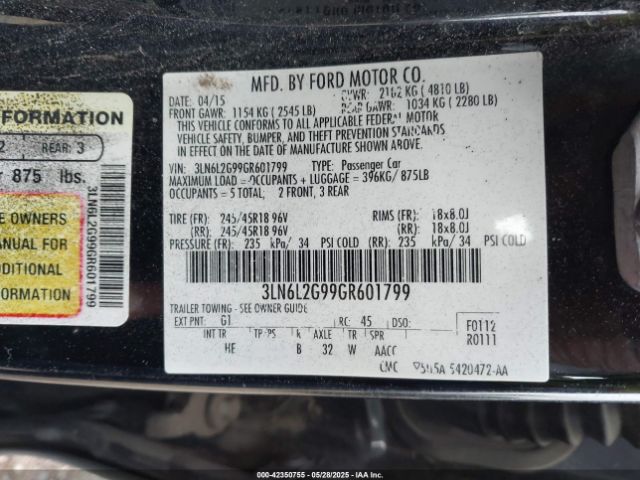 MFD. BY FORD MOTOR CO.
DATE: 04/15
GVWR: 2182 KG ( 4810 LB)
FRONT GAWR: 1154 KG ( 2545 LB)
REAR GAWR: 1034 KG ( 2280 LB)
THIS VEHICLE CONFORMS TO ALL APPLICABLE FEDERAL MOTOR
VEHICLE SAFETY, BUMPER, AND THEFT PREVENTION STANDARDS
IN EFFECT ON THE DATE OF MANUFACTURE SHOWN ABOVE.
VIN: 3LN6L2G99GR601799 TYPE: Passenger Car
MAXIMUM LOAD = OCCUPANTS + LUGGAGE = 396KG/ 875LB
OCCUPANTS = 5 TOTAL: 2 FRONT, 3 REAR
TIRE (FR): 245/45R18 96V RIMS (FR): 18x8.0J
(RR): 245/45R18 96V (RR): 18x8.0J
PRESSURE (FR): 235 kPa/ 34 PSI COLD (RR): 235 kPa/ 34 PSI COLD
3LN6L2G99GR601799
TRAILER TOWING - SEE OWNER GUIDE
EXT PNT: G1 RC: 45 DSO: F0112
R0111
INT TR TP/PS R AXLE TR SPR
HE B 32 W AACC
CMC 5420472-AA
FORMATION
2 REAR: 3
875 lbs.
E OWNERS
ANUAL FOR
DDITIONAL
FORMATION
3LN6L2G99GR601799
00-42350755 - 05/28/2025 - IAAHK COPART